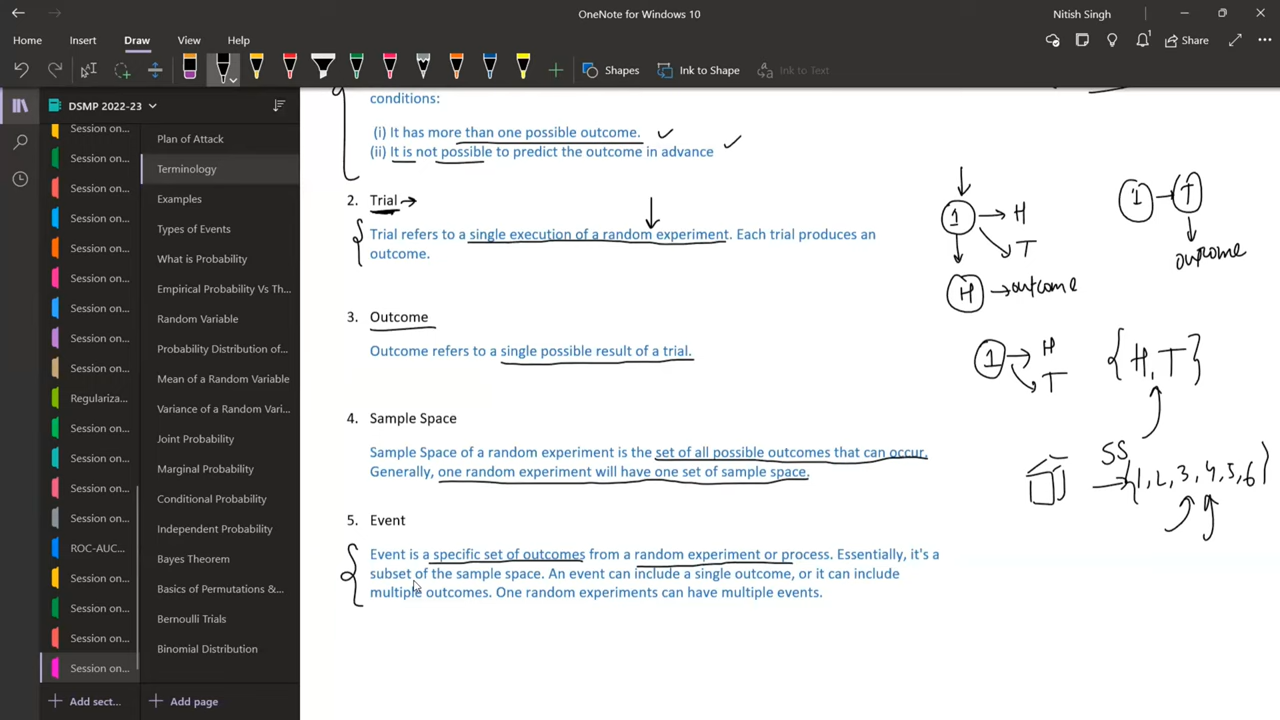 OneNote for Windows 10
Nitish Singh
Home Insert Draw View Help
Share
Shapes
Ink to Shape
Ink to Text
DSMP 2022-23
Session on...
Session on...
Session on...
Session on...
Session on...
Session on...
Session on...
Session on...
Session on...
Regulariza...
Session on...
Session on...
Session on...
Session on...
ROC-AUC...
Session on...
Session on...
Session on...
Session on...
Add sect...
Plan of Attack
Terminology
Examples
Types of Events
What is Probability
Empirical Probability Vs Th...
Random Variable
Probability Distribution of...
Mean of a Random Variable
Variance of a Random Vari...
Joint Probability
Marginal Probability
Conditional Probability
Independent Probability
Bayes Theorem
Basics of Permutations &...
Bernoulli Trials
Binomial Distribution
Add page
conditions:
(i) It has more than one possible outcome.
(ii) It is not possible to predict the outcome in advance
2. Trial
Trial refers to a single execution of a random experiment. Each trial produces an
outcome.
3. Outcome
Outcome refers to a single possible result of a trial.
4. Sample Space
Sample Space of a random experiment is the set of all possible outcomes that can occur.
Generally, one random experiment will have one set of sample space.
5. Event
Event is a specific set of outcomes from a random experiment or process. Essentially, it's a
subset of the sample space. An event can include a single outcome, or it can include
multiple outcomes. One random experiments can have multiple events.
1 → H
T
H → outcome
1 → T
outcome
1 → H
T
{H, T}
SS
{1, 2, 3, 4, 5, 6}